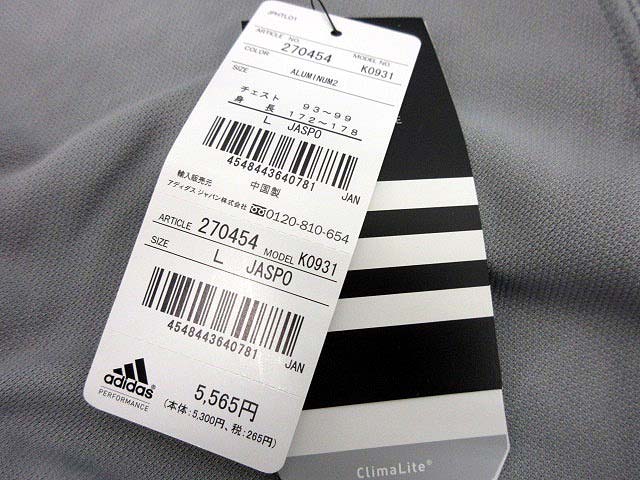 JPHTL01
ARTICLE NO. 270454 MODEL NO. K0931
COLOR ALUMINUM2
SIZE
チェスト 93～99
身 長 172～178
L JASPO
4548443640781 JAN
輸入販売元 中国製
アディダス ジャパン株式会社 0120-810-654
ARTICLE 270454 MODEL K0931
SIZE L JASPO
4548443640781 JAN
adidas
PERFORMANCE
5,565円
(本体:5,300円、税:265円)
ClimaLite®